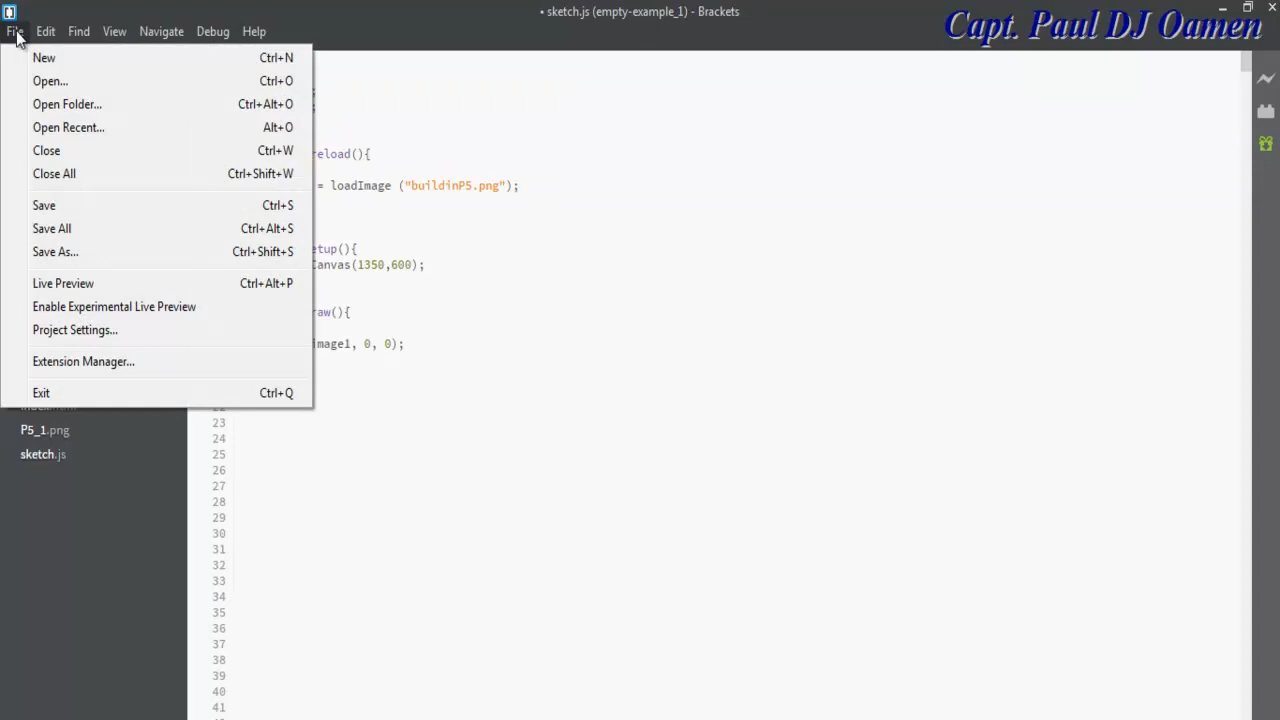 • sketch.js (empty-example_1) - Brackets
Capt. Paul DJ Oamen
File Edit Find View Navigate Debug Help
New Ctrl+N
Open... Ctrl+O
Open Folder... Ctrl+Alt+O
Open Recent... Alt+O
Close Ctrl+W
Close All Ctrl+Shift+W
Save Ctrl+S
Save All Ctrl+Alt+S
Save As... Ctrl+Shift+S
Live Preview Ctrl+Alt+P
Enable Experimental Live Preview
Project Settings...
Extension Manager...
Exit Ctrl+Q
;
;
reload(){
= loadImage ("buildinP5.png");
etup(){
Canvas(1350,600);
raw(){
image1, 0, 0);
P5_1.png
sketch.js
23
24
25
26
27
28
29
30
31
32
33
34
35
36
37
38
39
40
41